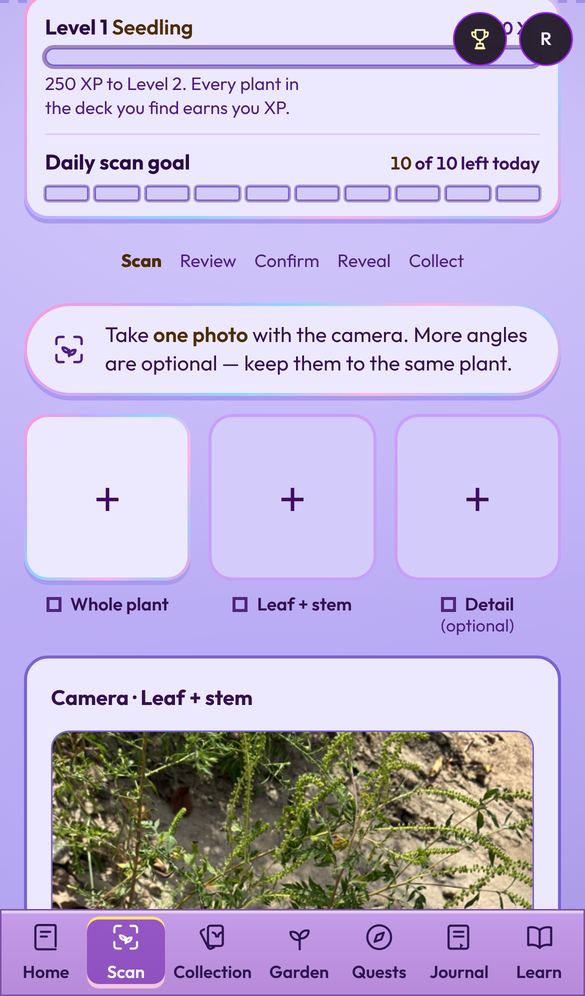 Level 1 Seedling
R
250 XP to Level 2. Every plant in
the deck you find earns you XP.
Daily scan goal
10 of 10 left today
Scan Review Confirm Reveal Collect
Take one photo with the camera. More angles
are optional — keep them to the same plant.
Whole plant
Leaf + stem
Detail
(optional)
Camera · Leaf + stem
Home Scan Collection Garden Quests Journal Learn